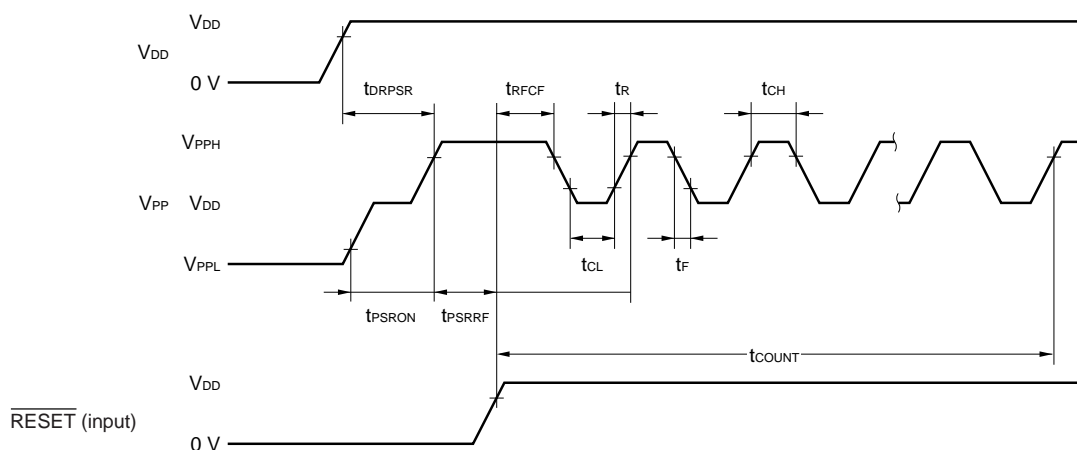 VDD
VDD
0 V
tDRPSR tRFCF tR tCH
VPPH
VPP VDD
VPPL
tCL tF
tPSRON tPSRRF
tCOUNT
VDD
RESET (input)
0 V